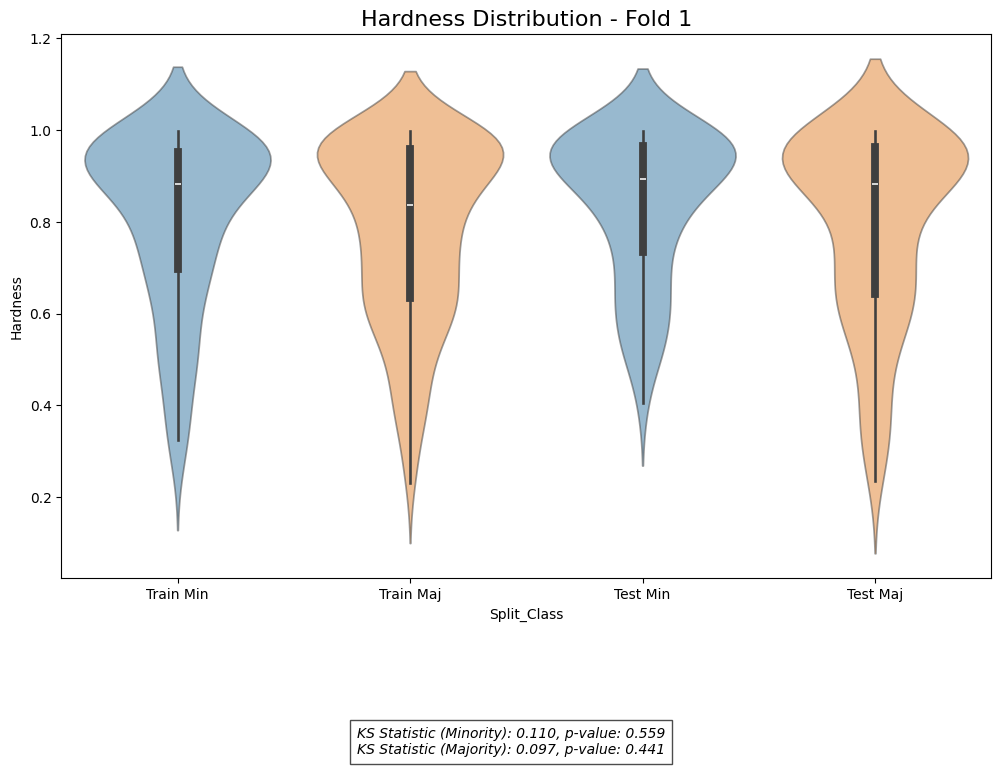 Hardness Distribution - Fold 1
1.2
1.0
0.8
0.6
0.4
0.2
Hardness
Train Min
Train Maj
Test Min
Test Maj
Split_Class
KS Statistic (Minority): 0.110, p-value: 0.559
KS Statistic (Majority): 0.097, p-value: 0.441